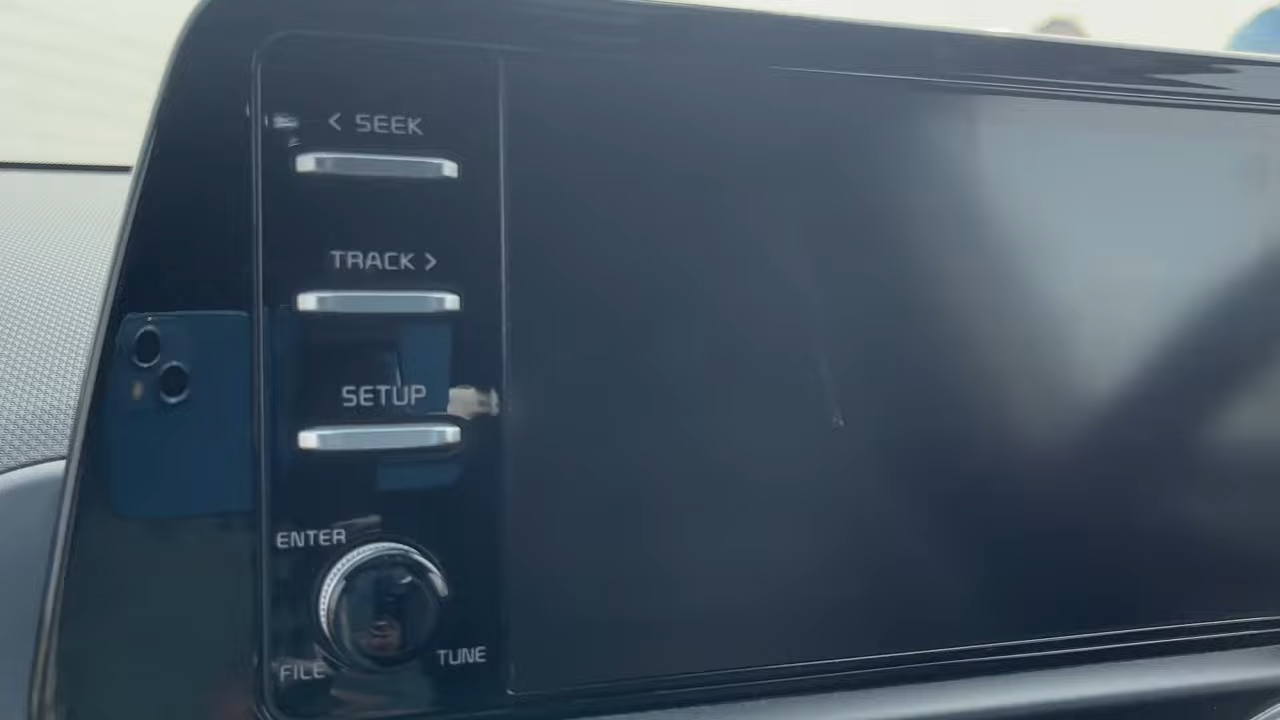 < SEEK
TRACK >
SETUP
ENTER
TUNE
FILE